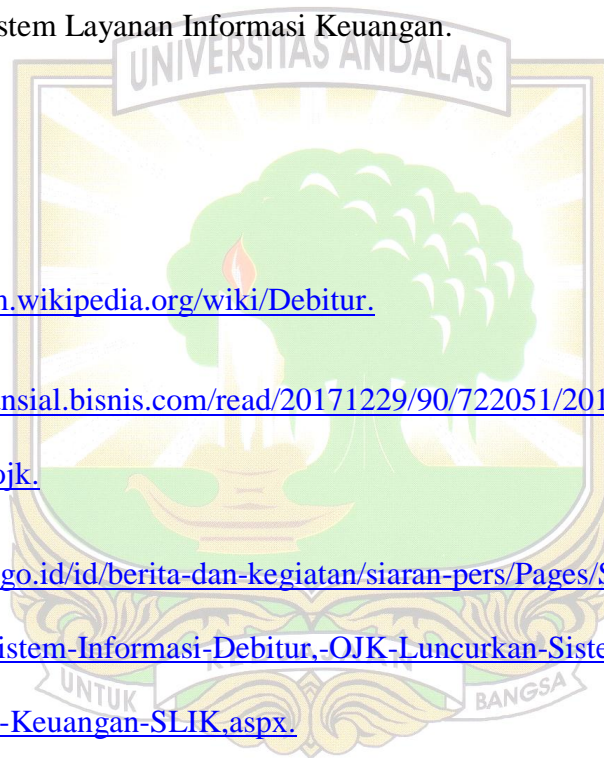 stem Layanan Informasi Keuangan.
UNIVERSITAS ANDALAS
n.wikipedia.org/wiki/Debitur.
ansial.bisnis.com/read/20171229/90/722051/201
ojk.
go.id/id/berita-dan-kegiatan/siaran-pers/Pages/S
istem-Informasi-Debitur,-OJK-Luncurkan-Siste
-Keuangan-SLIK,aspx.
UNTUK
BANGSA